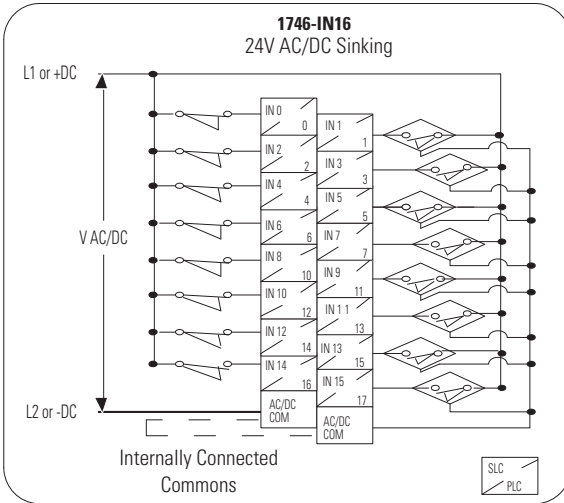 1746-IN16
24V AC/DC Sinking
L1 or +DC
V AC/DC
L2 or -DC
IN 0
0
IN 1
1
IN 2
2
IN 3
3
IN 4
4
IN 5
5
IN 6
6
IN 7
7
IN 8
10
IN 9
11
IN 10
12
IN 1 1
13
IN 12
14
IN 13
15
IN 14
16
IN 15
17
AC/DC
COM
AC/DC
COM
Internally Connected
Commons
SLC
PLC